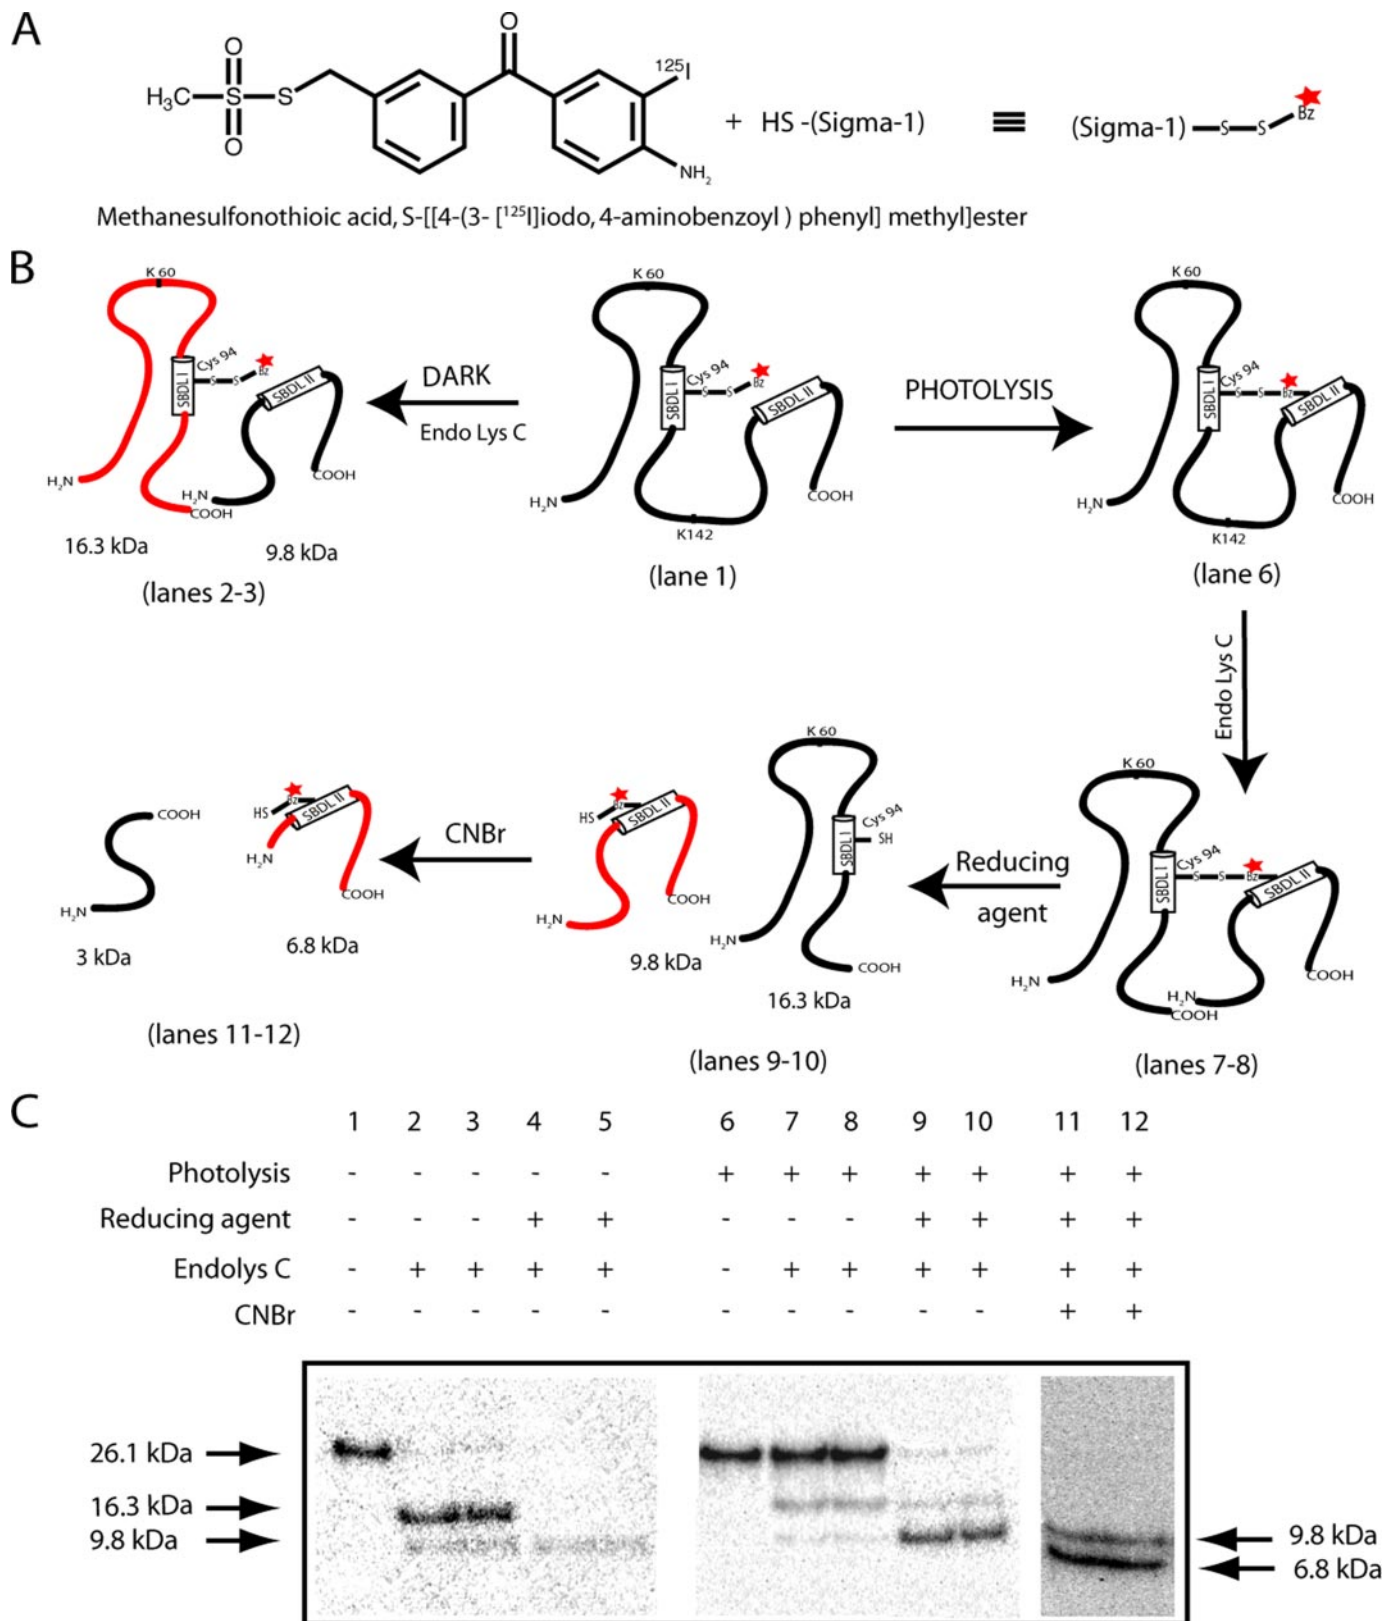 A
O
O
O
H3C
S
S
125I
NH2
+ HS -(Sigma-1)
≡
(Sigma-1) S S Bz
Methanesulfonothioic acid, S-[[4-(3- [125I]iodo, 4-aminobenzoyl ) phenyl] methyl]ester
B
K 60
Cys 94
S S Bz
SBDL I
SBDL II
H2N
H2N
COOH
COOH
16.3 kDa
9.8 kDa
(lanes 2-3)
DARK
Endo Lys C
K 60
Cys 94
S S Bz
SBDL I
SBDL II
H2N
COOH
K142
(lane 1)
PHOTOLYSIS
K 60
Cys 94
S S Bz
SBDL I
SBDL II
H2N
COOH
K142
(lane 6)
Endo Lys C
COOH
H2N
3 kDa
HS Bz
SBDL II
H2N
COOH
6.8 kDa
(lanes 11-12)
CNBr
HS Bz
SBDL II
H2N
COOH
9.8 kDa
K 60
Cys 94
SH
SBDL I
H2N
COOH
16.3 kDa
(lanes 9-10)
Reducing
agent
K 60
Cys 94
S S Bz
SBDL I
SBDL II
H2N
H2N
COOH
COOH
(lanes 7-8)
C
1 2 3 4 5 6 7 8 9 10 11 12
Photolysis - - - - - + + + + + + +
Reducing agent - - - + + - - - + + + +
Endolys C - + + + + - + + + + + +
CNBr - - - - - - - - - - + +
26.1 kDa
16.3 kDa
9.8 kDa
9.8 kDa
6.8 kDa